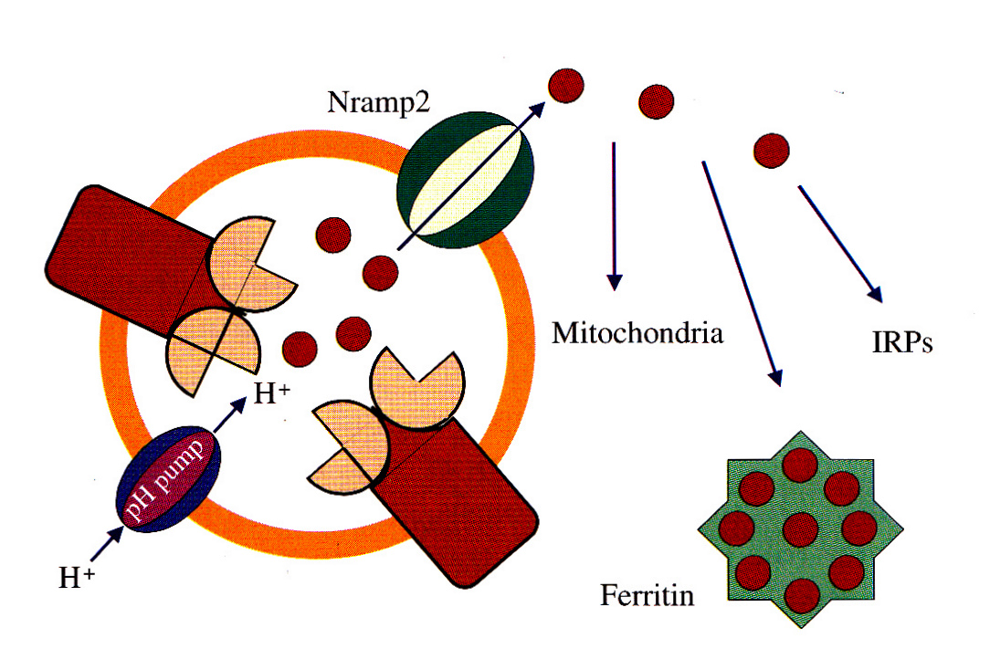 Nramp2
Mitochondria
IRPs
H⁺
pH pump
H⁺
Ferritin